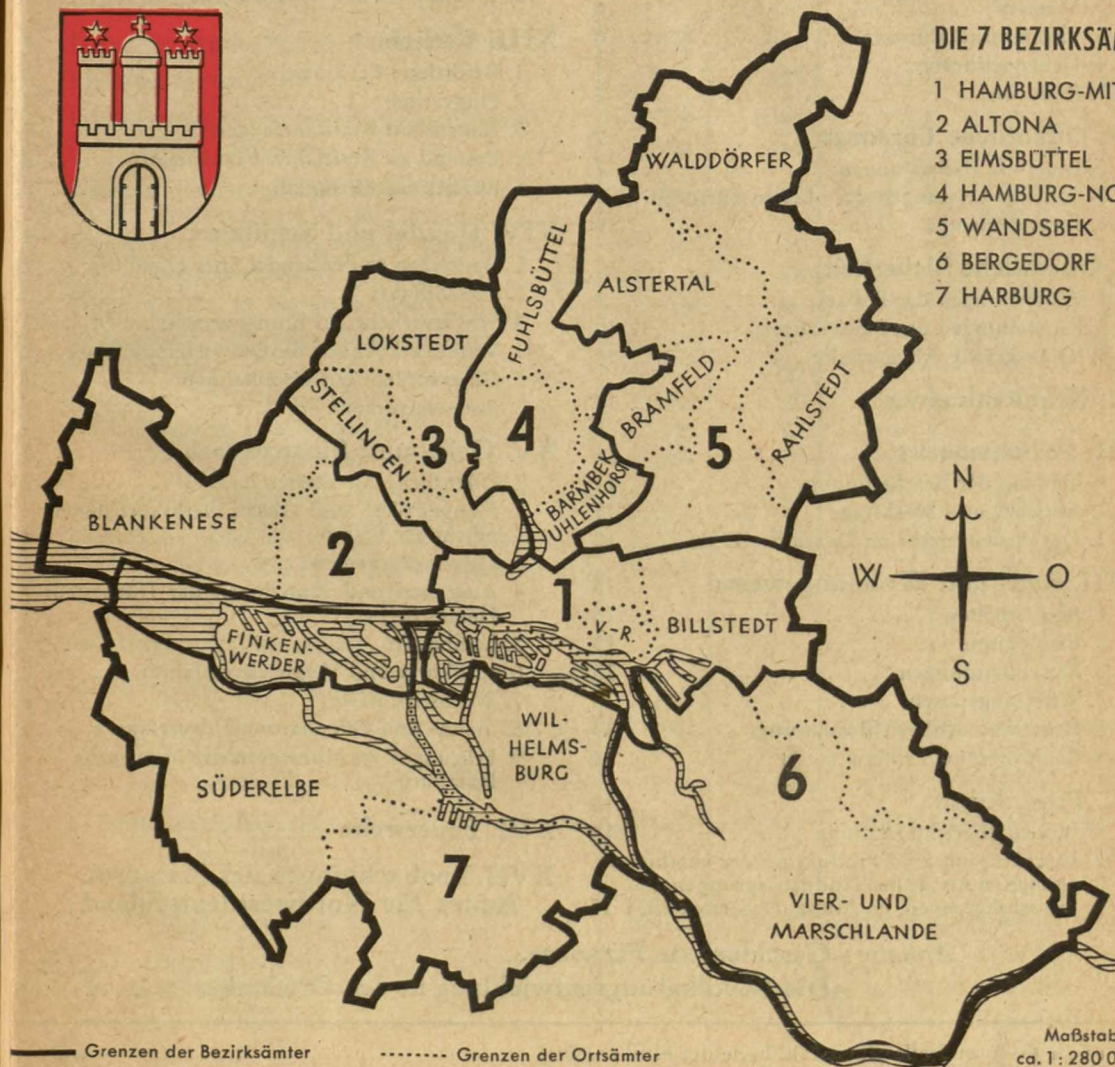 DIE 7 BEZIRKSÄM
1 HAMBURG-MIT
2 ALTONA
3 EIMSBÜTTEL
4 HAMBURG-NO
5 WANDSBEK
6 BERGEDORF
7 HARBURG
WALDDÖRFER
FUHLSBÜTTEL
ALSTERTAL
LOKSTEDT
STELLINGEN
3
4
BRAMFELD
5
RAHLSTEDT
BARMBEK
UHLENHORST
BLANKENESE
2
1
V.-R.
BILLSTEDT
N
W
O
S
FINKEN-
WERDER
WIL-
HELMS-
BURG
SÜDERELBE
6
7
VIER- UND
MARSCHLANDE
Grenzen der Bezirksämter
Grenzen der Ortsämter
Maßstab
ca. 1 : 280 0